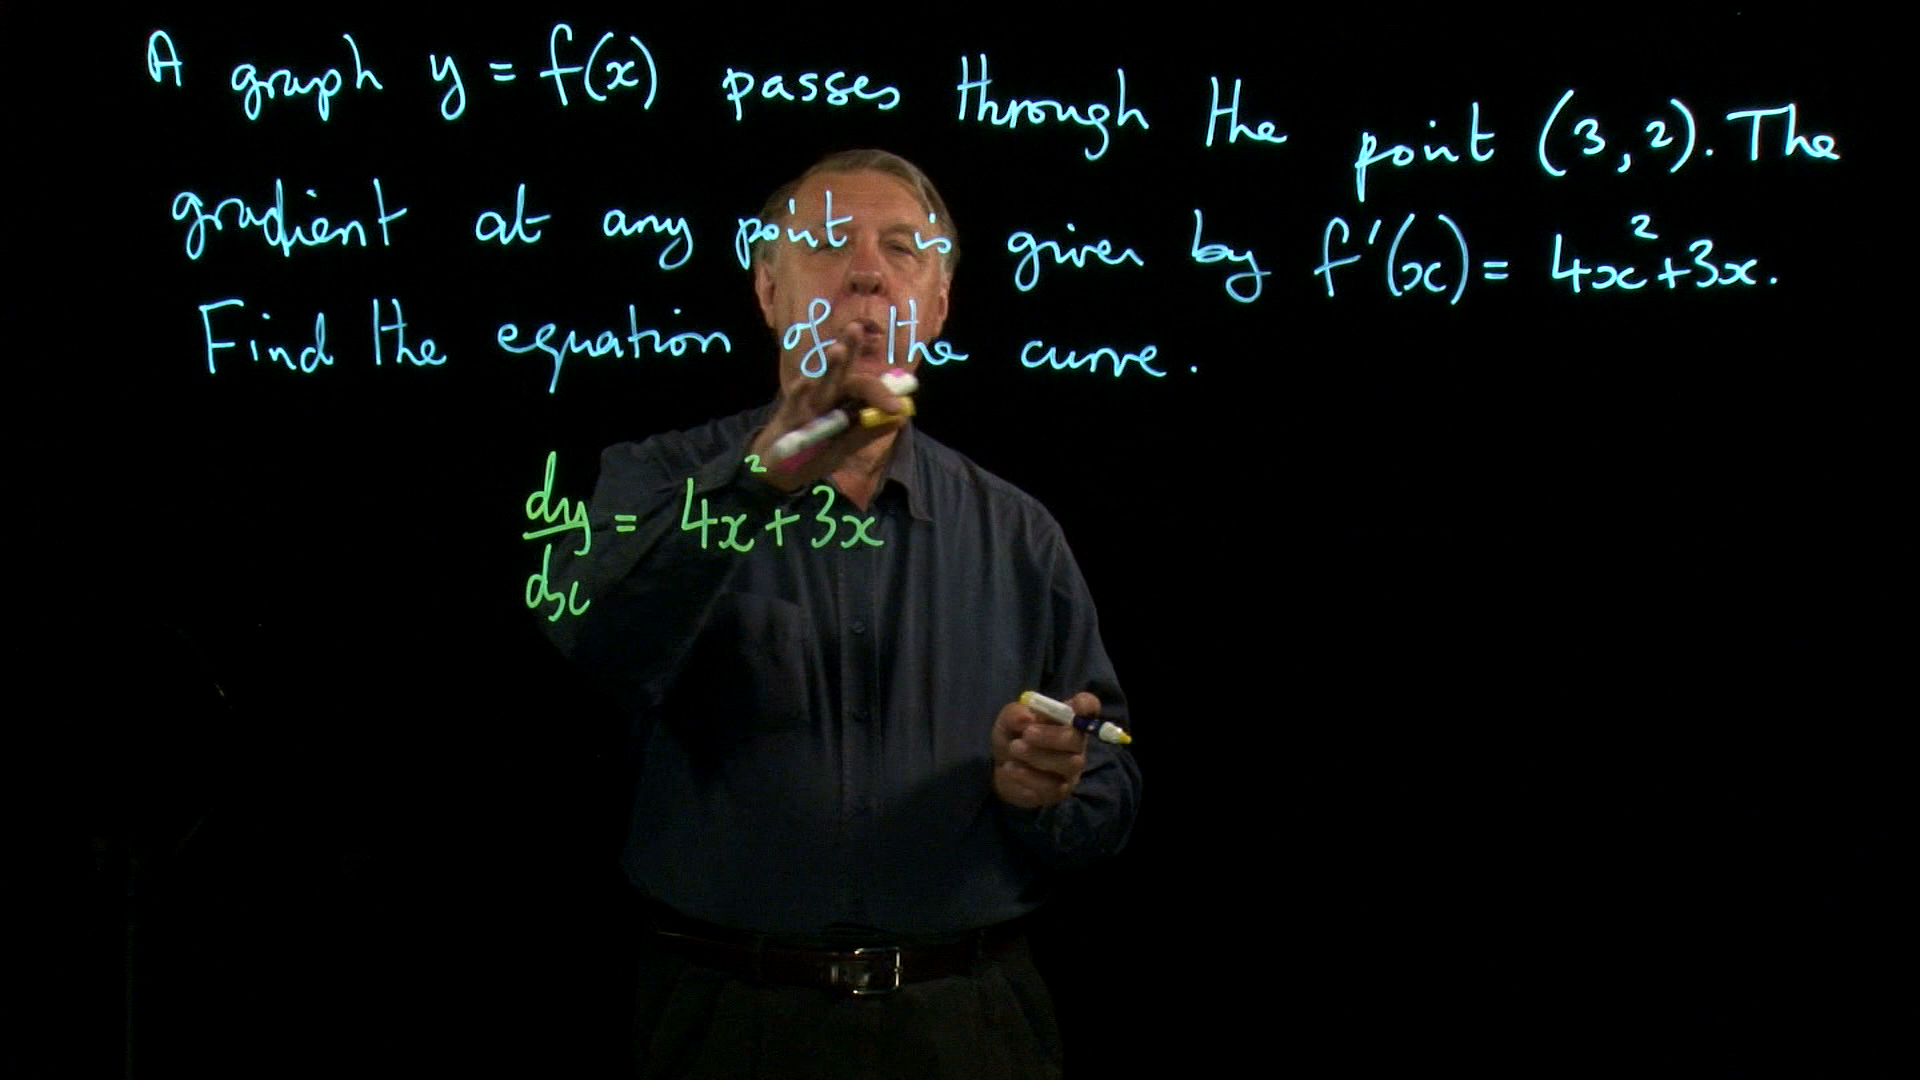 A graph y = f(x) passes through the point (3,2). The
gradient at any point is given by f'(x) = 4x²+3x.
Find the equation of the curve.
dy/dx = 4x²+3x